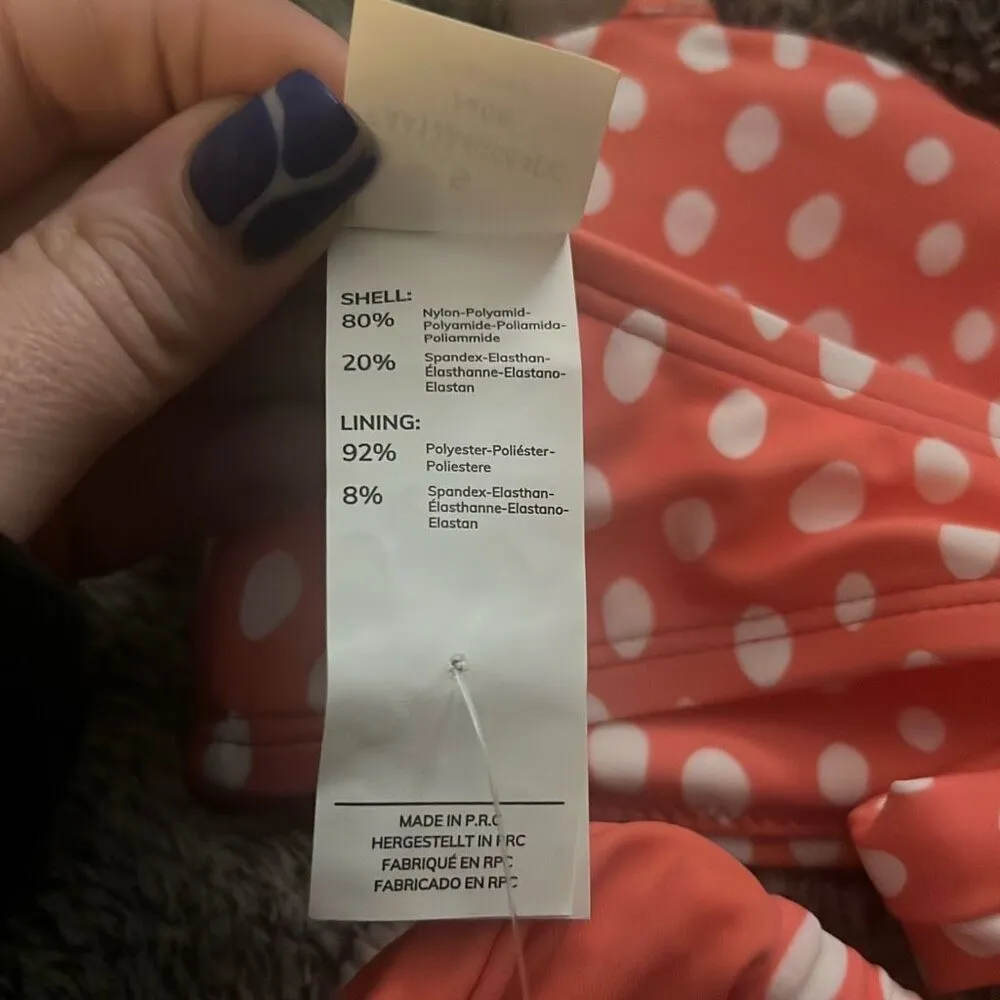 SHELL:
80% Nylon-Polyamid-
Polyamide-Poliamida-
Poliammide
20% Spandex-Elasthan-
Élasthanne-Elastano-
Elastan
LINING:
92% Polyester-Poliéster-
Poliestere
8% Spandex-Elasthan-
Élasthanne-Elastano-
Elastan
MADE IN P.R.C
HERGESTELLT IN PRC
FABRIQUÉ EN RPC
FABRICADO EN RPC